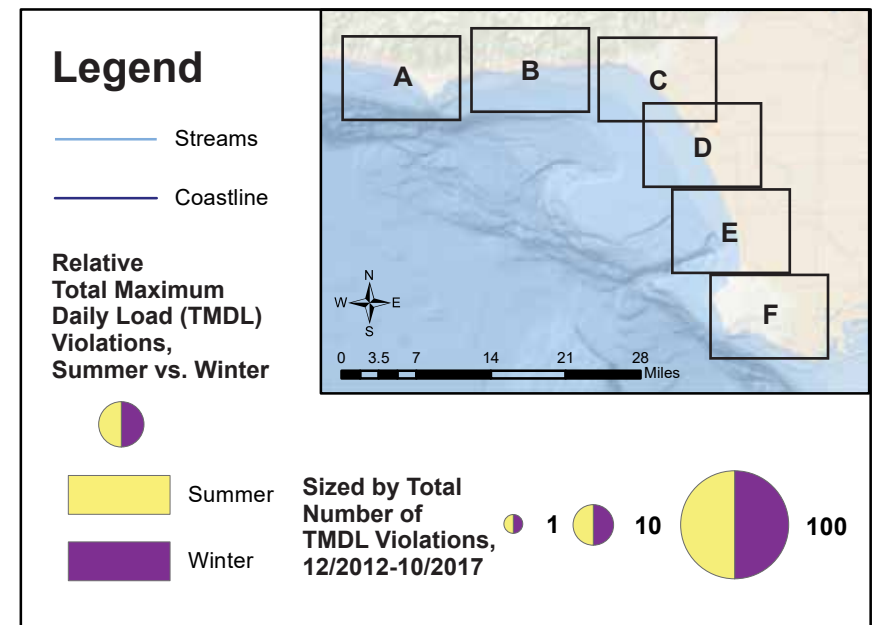 Legend
Streams
Coastline
Relative
Total Maximum
Daily Load (TMDL)
Violations,
Summer vs. Winter
Summer
Winter
A
B
C
D
E
F
N
W E
S
0 3.5 7 14 21 28
Miles
Sized by Total
Number of
TMDL Violations,
12/2012-10/2017
1 10 100